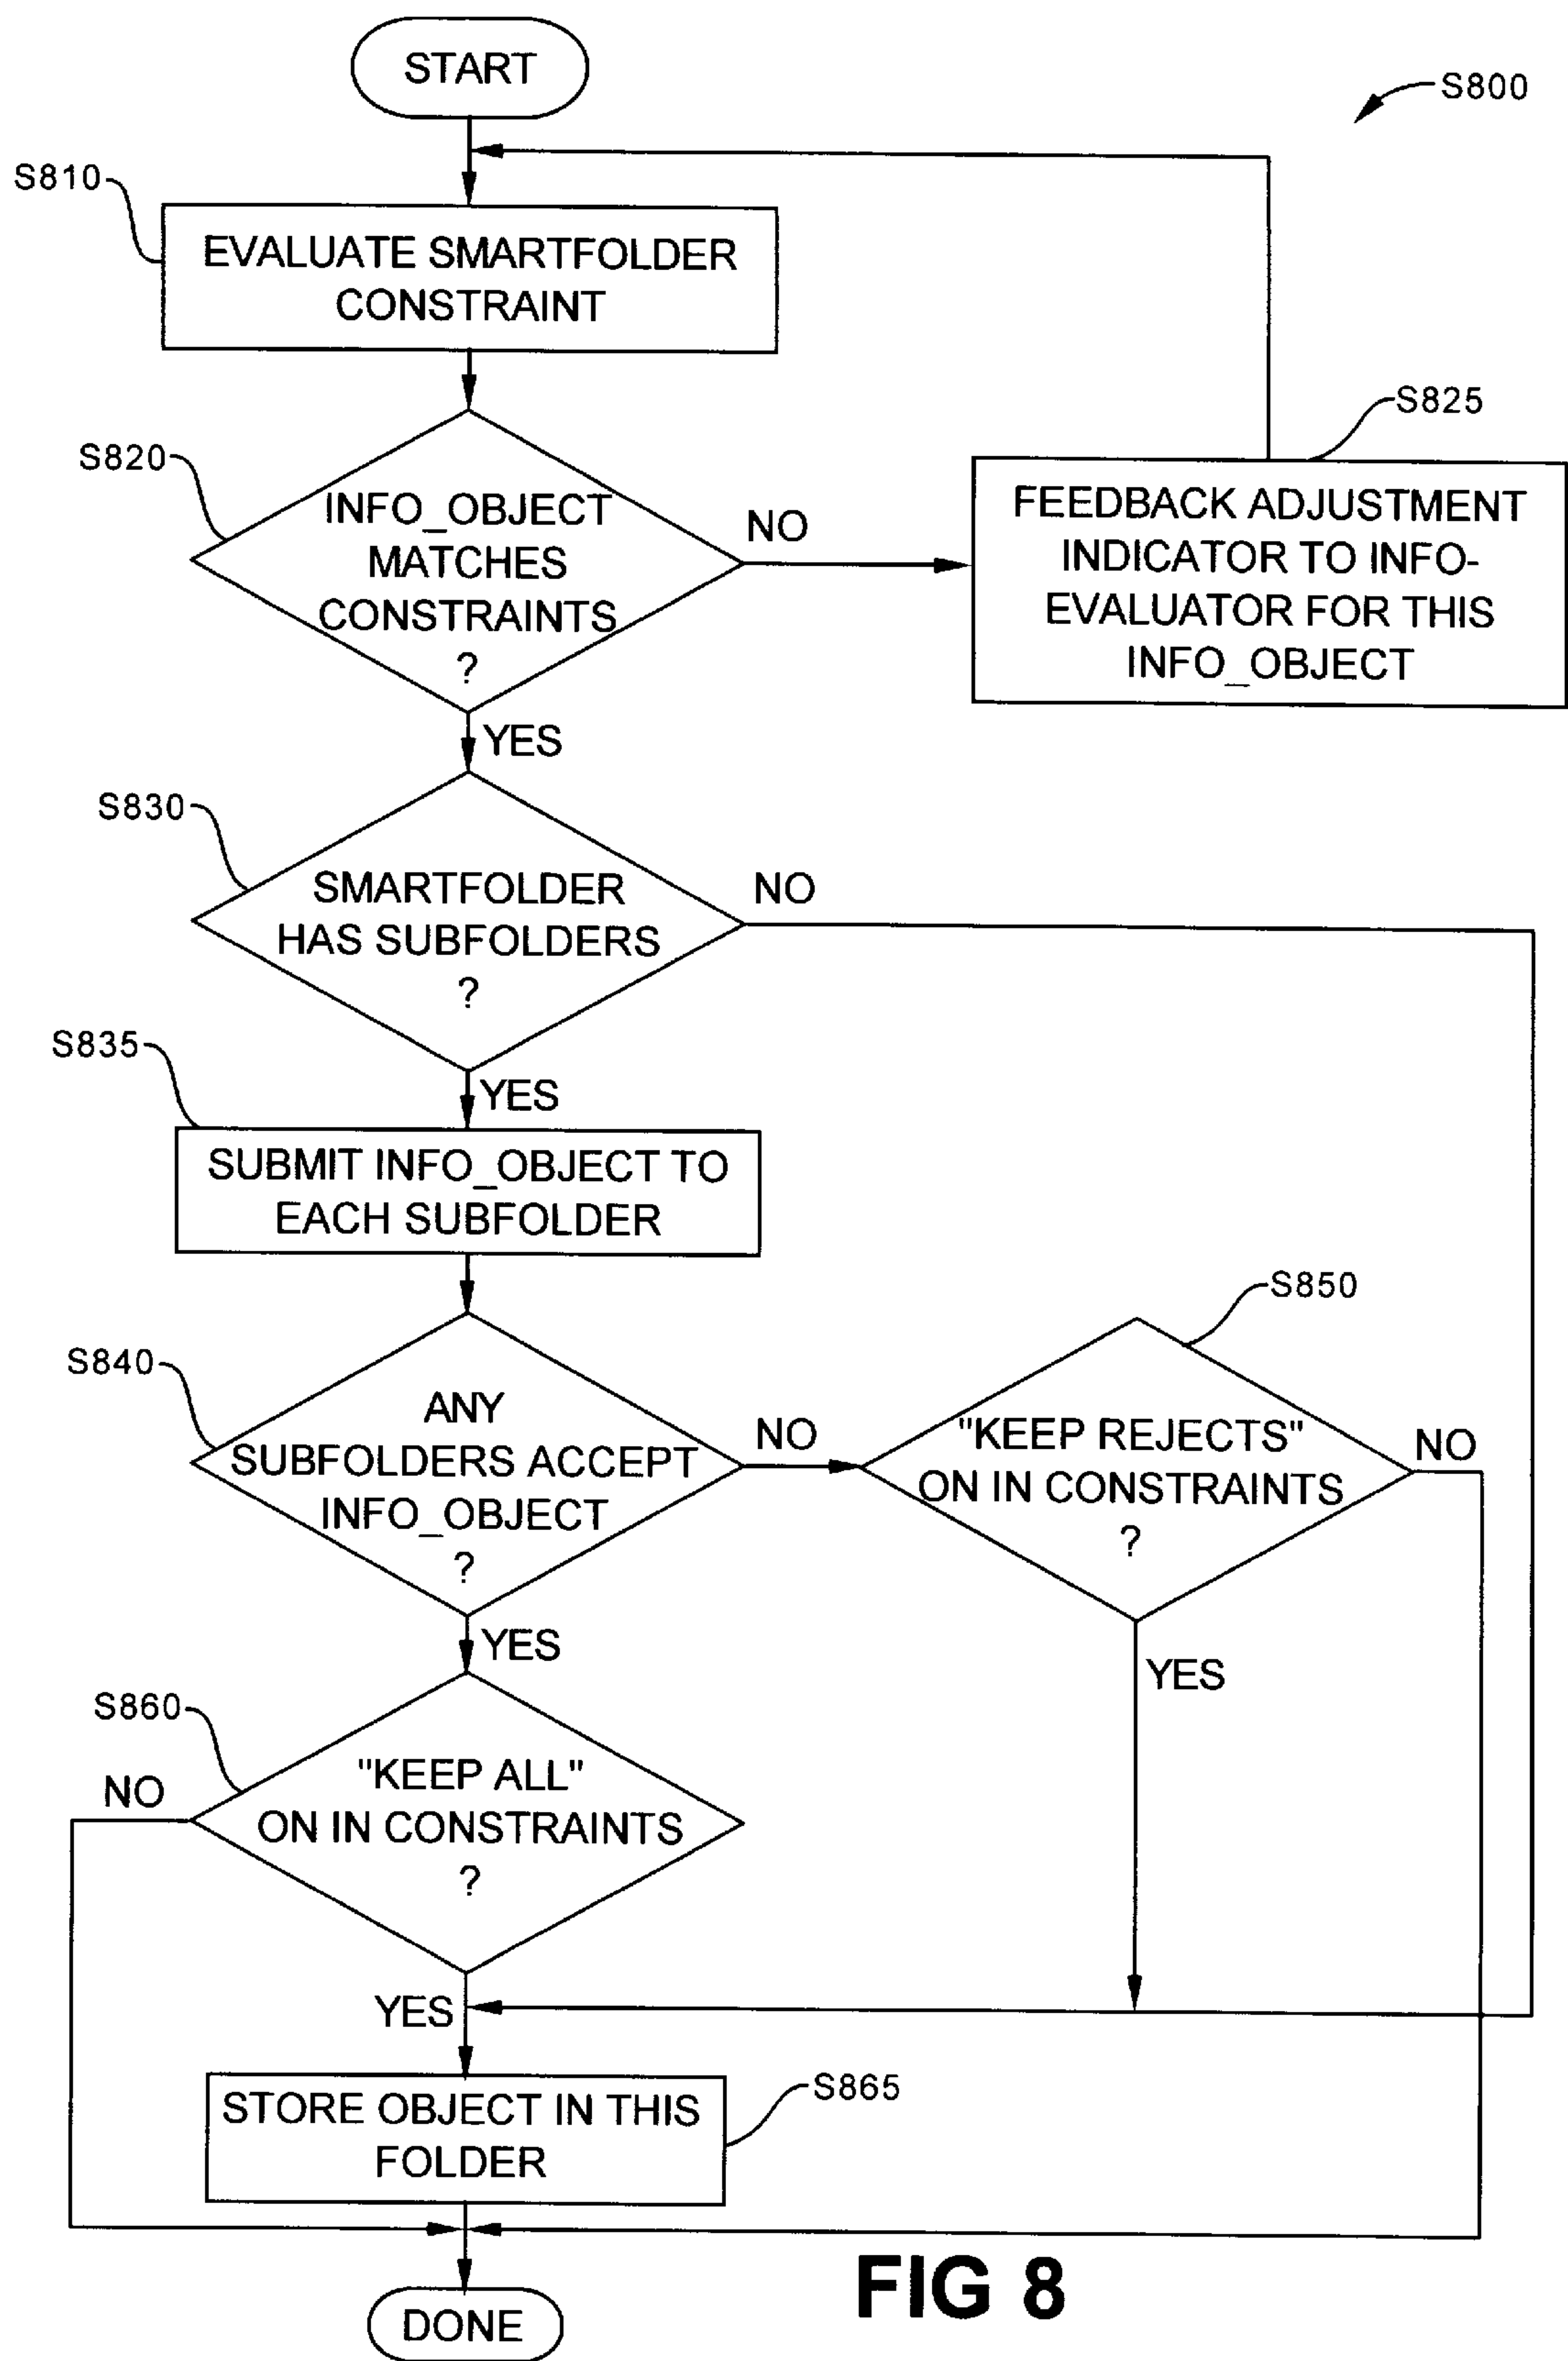 START
S800
S810
EVALUATE SMARTFOLDER
CONSTRAINT
S820
INFO_OBJECT
MATCHES
CONSTRAINTS
?
NO
S825
FEEDBACK ADJUSTMENT
INDICATOR TO INFO-
EVALUATOR FOR THIS
INFO_OBJECT
YES
S830
SMARTFOLDER
HAS SUBFOLDERS
?
NO
YES
S835
SUBMIT INFO_OBJECT TO
EACH SUBFOLDER
S840
ANY
SUBFOLDERS ACCEPT
INFO_OBJECT
?
NO
S850
"KEEP REJECTS"
ON IN CONSTRAINTS
?
NO
YES
YES
S860
"KEEP ALL"
ON IN CONSTRAINTS
?
NO
YES
STORE OBJECT IN THIS
FOLDER
S865
DONE
FIG 8